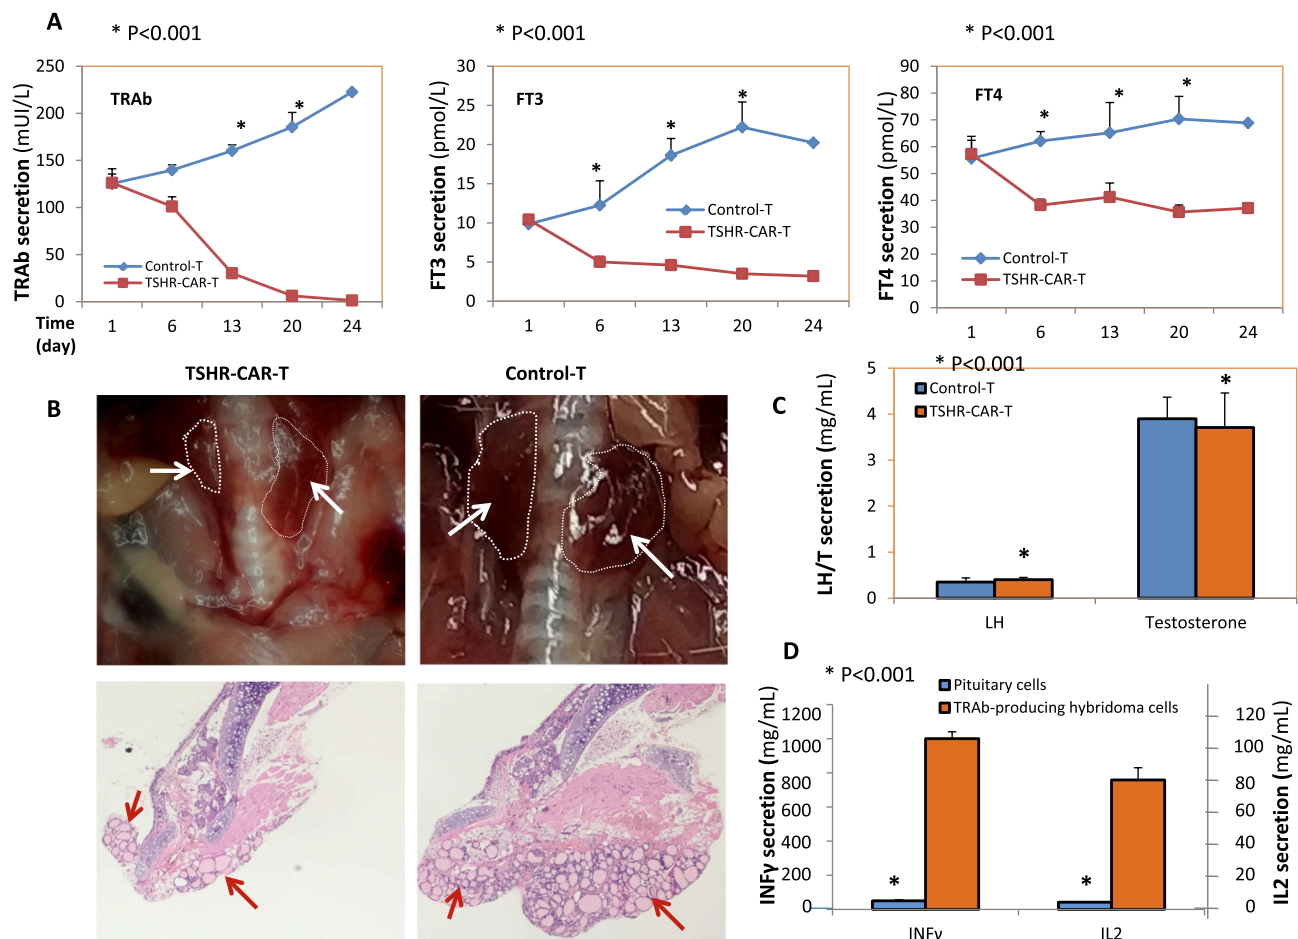 A
* P<0.001
* P<0.001
* P<0.001
TRAb secretion (mUI/L)
250
200
150
100
50
0
TRAb
*
*
Control-T
TSHR-CAR-T
Time
(day)
1
6
13
20
24
FT3 secretion (pmol/L)
30
25
20
15
10
5
0
FT3
*
*
*
Control-T
TSHR-CAR-T
1
6
13
20
24
FT4 secretion (pmol/L)
90
80
70
60
50
40
30
20
10
0
FT4
*
*
*
Control-T
TSHR-CAR-T
1
6
13
20
24
B
TSHR-CAR-T
Control-T
C
* P<0.001
LH/T secretion (mg/mL)
5
4
3
2
1
0
Control-T
TSHR-CAR-T
*
*
LH
Testosterone
D
* P<0.001
INFγ secretion (mg/mL)
1200
1000
800
600
400
200
0
Pituitary cells
TRAb-producing hybridoma cells
*
*
INFγ
IL2
120
100
80
60
40
20
0
IL2 secretion (mg/mL)